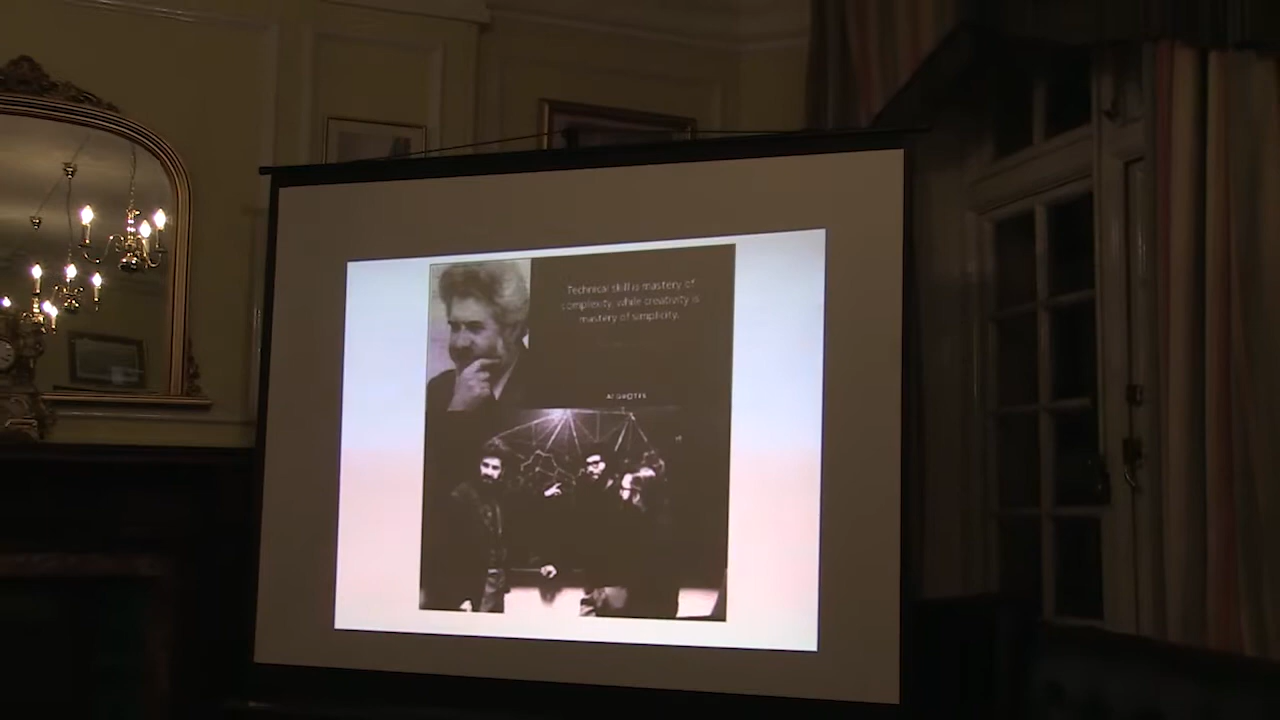 Technical skill is mastery of
complexity, while creativity is
mastery of simplicity.
AZ QUOTES